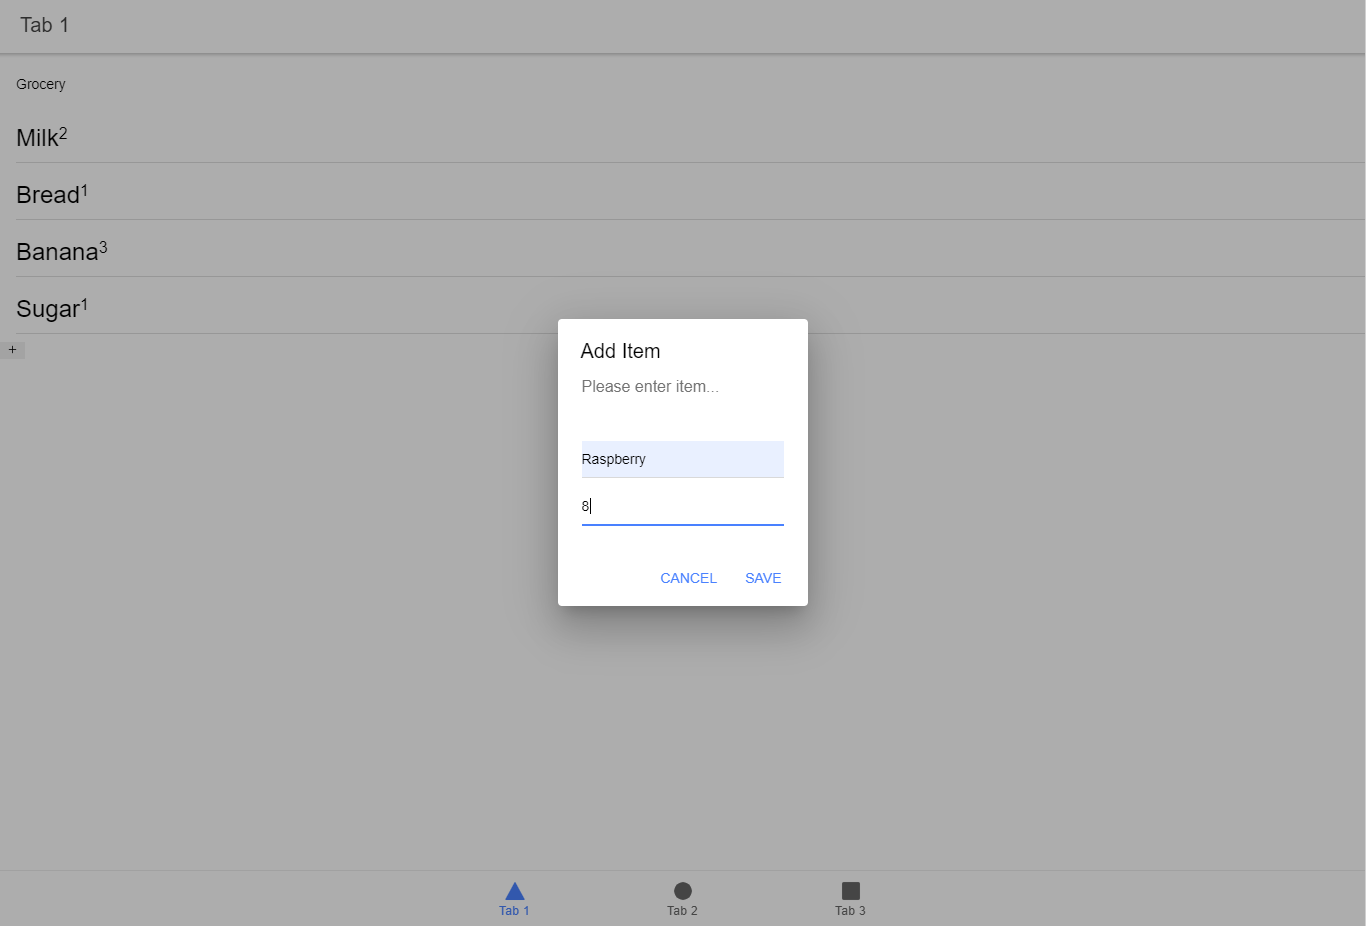 Tab 1
Grocery
Milk2
Bread1
Banana3
Sugar1
+
Add Item
Please enter item...
Raspberry
8
CANCEL SAVE
Tab 1 Tab 2 Tab 3